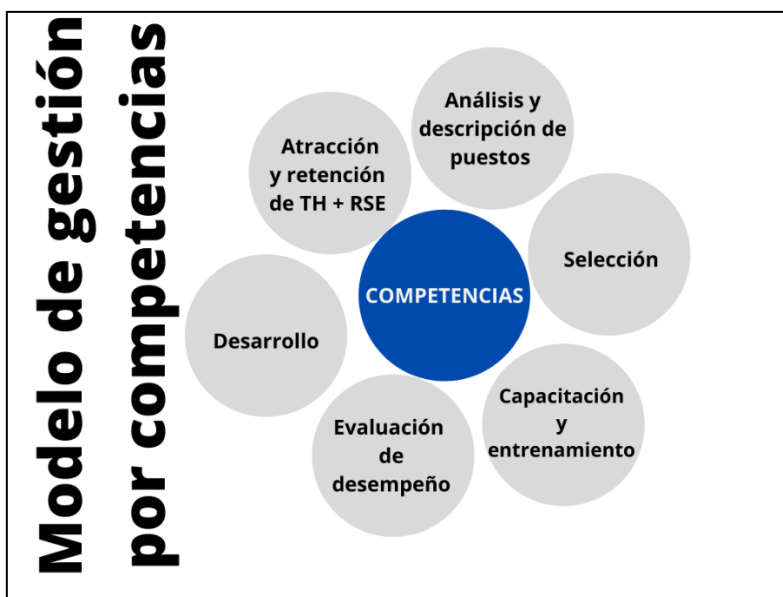 Modelo de gestión
por competencias
Análisis y
descripción de
puestos
Atracción
y retención
de TH + RSE
Selección
COMPETENCIAS
Desarrollo
Capacitación
y
entrenamiento
Evaluación
de
desempeño